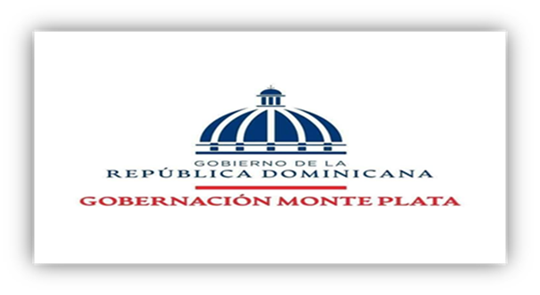 GOBIERNO DE LA
REPÚBLICA DOMINICANA
GOBERNACIÓN MONTE PLATA